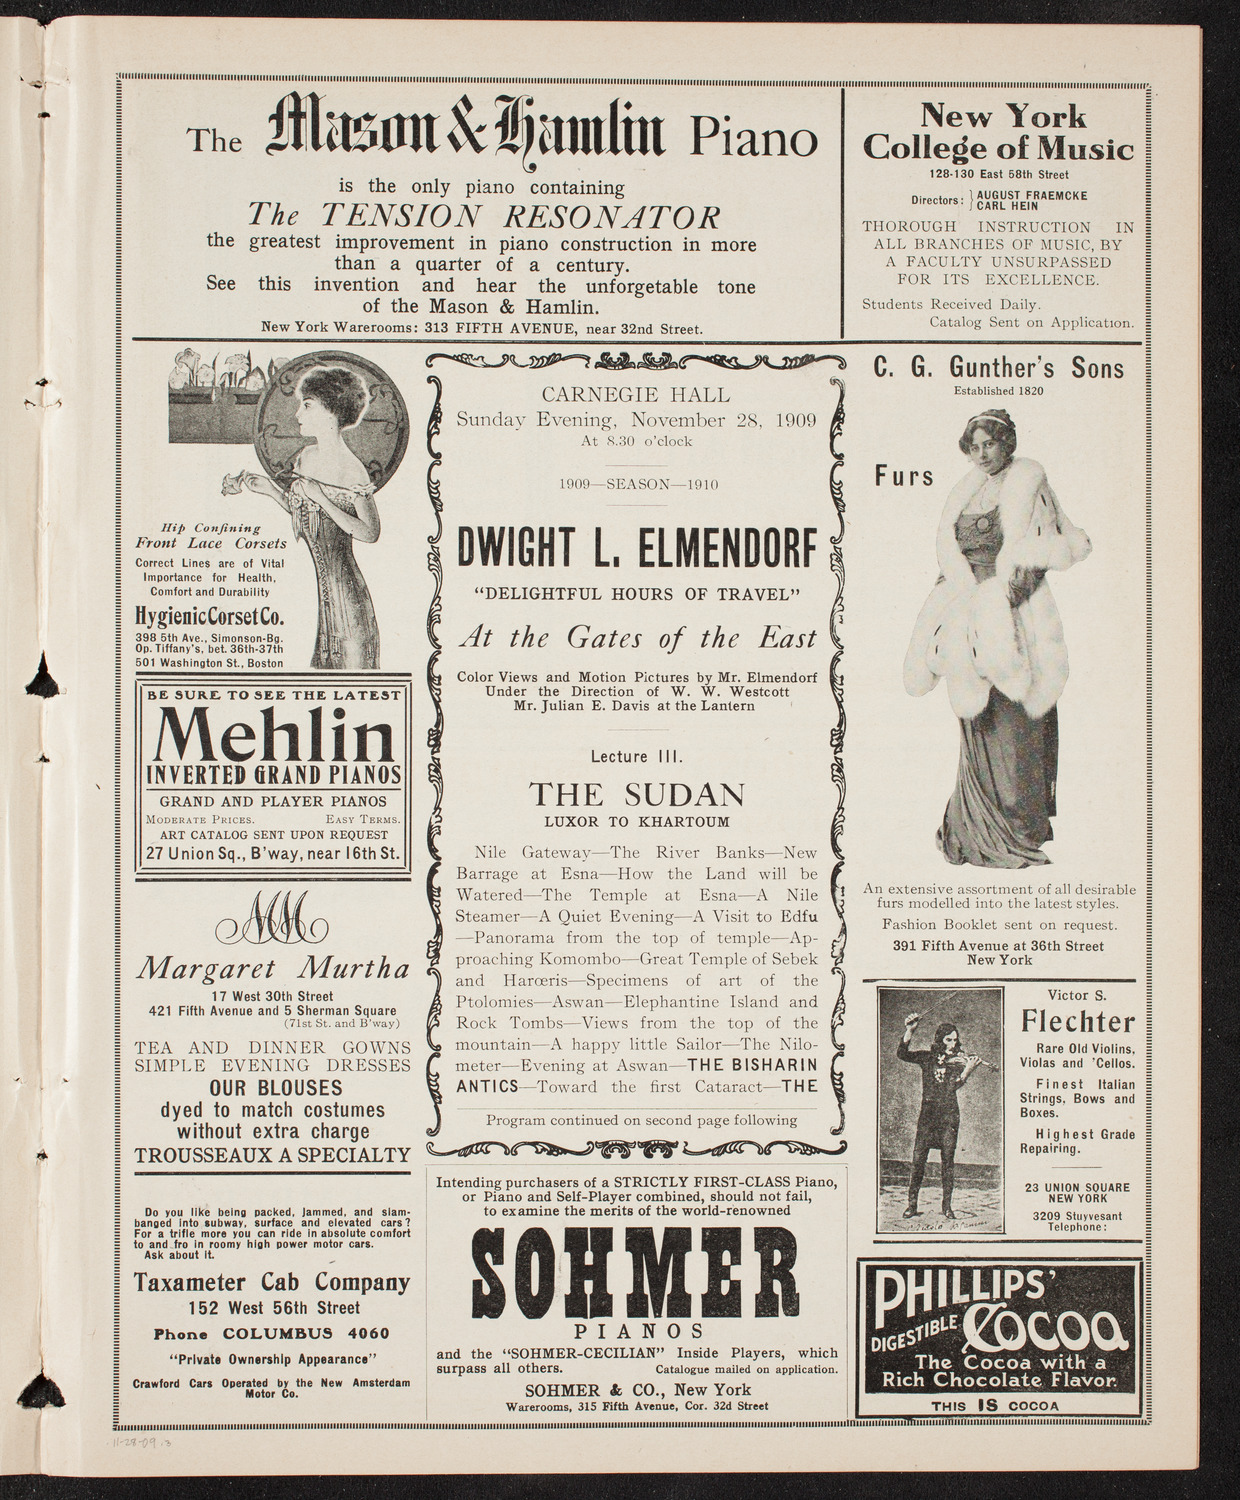 The Mason & Hamlin Piano
is the only piano containing
The TENSION RESONATOR
the greatest improvement in piano construction in more
than a quarter of a century.
See this invention and hear the unforgetable tone
of the Mason & Hamlin.
New York Warerooms: 313 FIFTH AVENUE, near 32nd Street.
New York
College of Music
128-130 East 58th Street
Directors: } AUGUST FRAEMCKE
CARL HEIN
THOROUGH INSTRUCTION IN
ALL BRANCHES OF MUSIC, BY
A FACULTY UNSURPASSED
FOR ITS EXCELLENCE.
Students Received Daily.
Catalog Sent on Application.
Hip Confining
Front Lace Corsets
Correct Lines are of Vital
Importance for Health,
Comfort and Durability
Hygienic Corset Co.
398 5th Ave., Simonson-Bg.
Op. Tiffany's, bet. 36th-37th
501 Washington St., Boston
BE SURE TO SEE THE LATEST
Mehlin
INVERTED GRAND PIANOS
GRAND AND PLAYER PIANOS
MODERATE PRICES. EASY TERMS.
ART CATALOG SENT UPON REQUEST
27 Union Sq., B'way, near 16th St.
MM
Margaret Murtha
17 West 30th Street
421 Fifth Avenue and 5 Sherman Square
(71st St. and B'way)
TEA AND DINNER GOWNS
SIMPLE EVENING DRESSES
OUR BLOUSES
dyed to match costumes
without extra charge
TROUSSEAUX A SPECIALTY
Do you like being packed, jammed, and slam-
banged into subway, surface and elevated cars?
For a trifle more you can ride in absolute comfort
to and fro in roomy high power motor cars.
Ask about it.
Taxameter Cab Company
152 West 56th Street
Phone COLUMBUS 4060
"Private Ownership Appearance"
Crawford Cars Operated by the New Amsterdam
Motor Co.
CARNEGIE HALL
Sunday Evening, November 28, 1909
At 8.30 o'clock
1909—SEASON—1910
DWIGHT L. ELMENDORF
"DELIGHTFUL HOURS OF TRAVEL"
At the Gates of the East
Color Views and Motion Pictures by Mr. Elmendorf
Under the Direction of W. W. Westcott
Mr. Julian E. Davis at the Lantern
Lecture III.
THE SUDAN
LUXOR TO KHARTOUM
Nile Gateway—The River Banks—New
Barrage at Esna—How the Land will be
Watered—The Temple at Esna—A Nile
Steamer—A Quiet Evening—A Visit to Edfu
—Panorama from the top of temple—Ap-
proaching Komombo—Great Temple of Sebek
and Harœris—Specimens of art of the
Ptolomies—Aswan—Elephantine Island and
Rock Tombs—Views from the top of the
mountain—A happy little Sailor—The Nilo-
meter—Evening at Aswan—THE BISHARIN
ANTICS—Toward the first Cataract—THE
Program continued on second page following
Intending purchasers of a STRICTLY FIRST-CLASS Piano,
or Piano and Self-Player combined, should not fail,
to examine the merits of the world-renowned
SOHMER
PIANOS
and the "SOHMER-CECILIAN" Inside Players, which
surpass all others. Catalogue mailed on application.
SOHMER & CO., New York
Warerooms, 315 Fifth Avenue, Cor. 32d Street
C. G. Gunther's Sons
Established 1820
Furs
An extensive assortment of all desirable
furs modelled into the latest styles.
Fashion Booklet sent on request.
391 Fifth Avenue at 36th Street
New York
Victor S.
Flechter
Rare Old Violins,
Violas and 'Cellos.
Finest Italian
Strings, Bows and
Boxes.
Highest Grade
Repairing.
23 UNION SQUARE
NEW YORK
3209 Stuyvesant
Telephone:
PHILLIPS'
DIGESTIBLE COCOA
The Cocoa with a
Rich Chocolate Flavor.
THIS IS COCOA